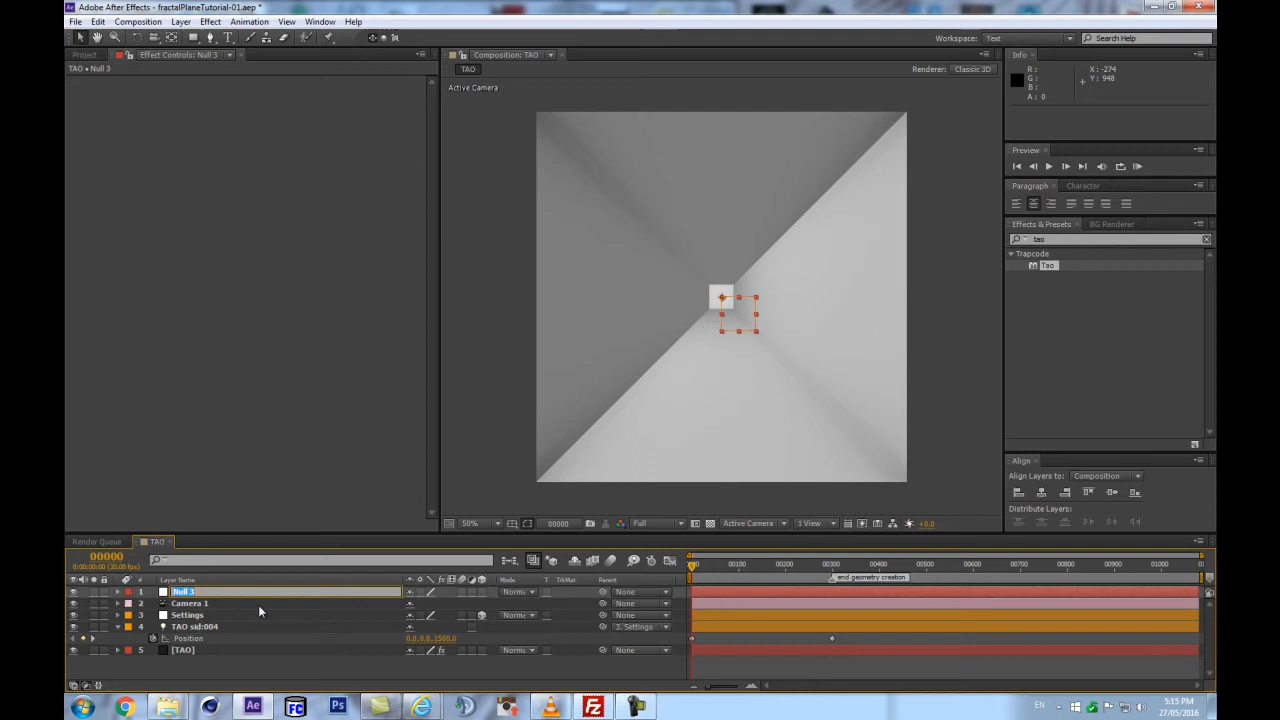 Adobe After Effects - fractalPlaneTutorial-01.aep *
File Edit Composition Layer Effect Animation View Window Help
Workspace: Text Search Help
Project Effect Controls: Null 3 Composition: TAO Info
TAO • Null 3
TAO Renderer: Classic 3D
R: X: -274
G: Y: 948
B:
A: 0
Active Camera
Preview
Paragraph Character
Effects & Presets BG Renderer
tao
Trapcode
Tao
Align
Align Layers to: Composition
Distribute Layers:
50% 00000 Full Active Camera 1 View +0.0
Render Queue TAO
00000
0:00:00:00 (30.00 fps)
00100 00200 00300 00400 00500 00600 00700 00800 00900 01000
# Layer Name Mode T TrkMat Parent
end geometry creation
1 Null 3 None
2 Camera 1 None
3 Settings None
4 TAO sid:004 3. Settings
Position 0.0,0.0,1500.0
5 [TAO] None
EN 5:15 PM
27/05/2016